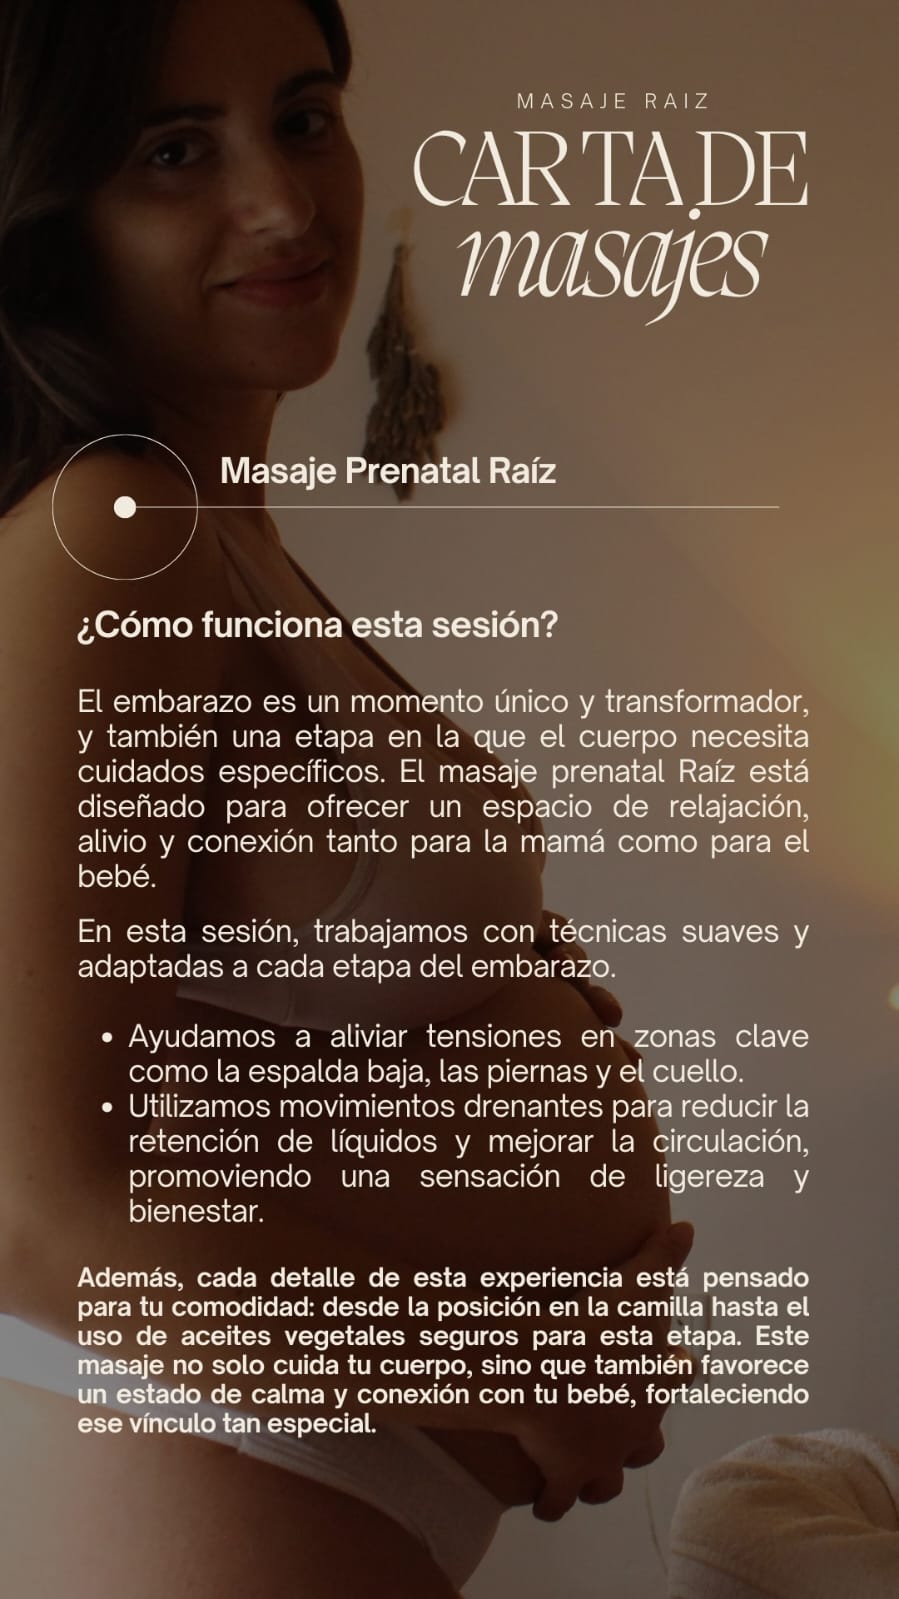 MASAJE RAIZ
CARTA DE
masajes
Masaje Prenatal Raíz
¿Cómo funciona esta sesión?
El embarazo es un momento único y transformador,
y también una etapa en la que el cuerpo necesita
cuidados específicos. El masaje prenatal Raíz está
diseñado para ofrecer un espacio de relajación,
alivio y conexión tanto para la mamá como para el
bebé.
En esta sesión, trabajamos con técnicas suaves y
adaptadas a cada etapa del embarazo.
• Ayudamos a aliviar tensiones en zonas clave
como la espalda baja, las piernas y el cuello.
• Utilizamos movimientos drenantes para reducir la
retención de líquidos y mejorar la circulación,
promoviendo una sensación de ligereza y
bienestar.
Además, cada detalle de esta experiencia está pensado
para tu comodidad: desde la posición en la camilla hasta el
uso de aceites vegetales seguros para esta etapa. Este
masaje no solo cuida tu cuerpo, sino que también favorece
un estado de calma y conexión con tu bebé, fortaleciendo
ese vínculo tan especial.